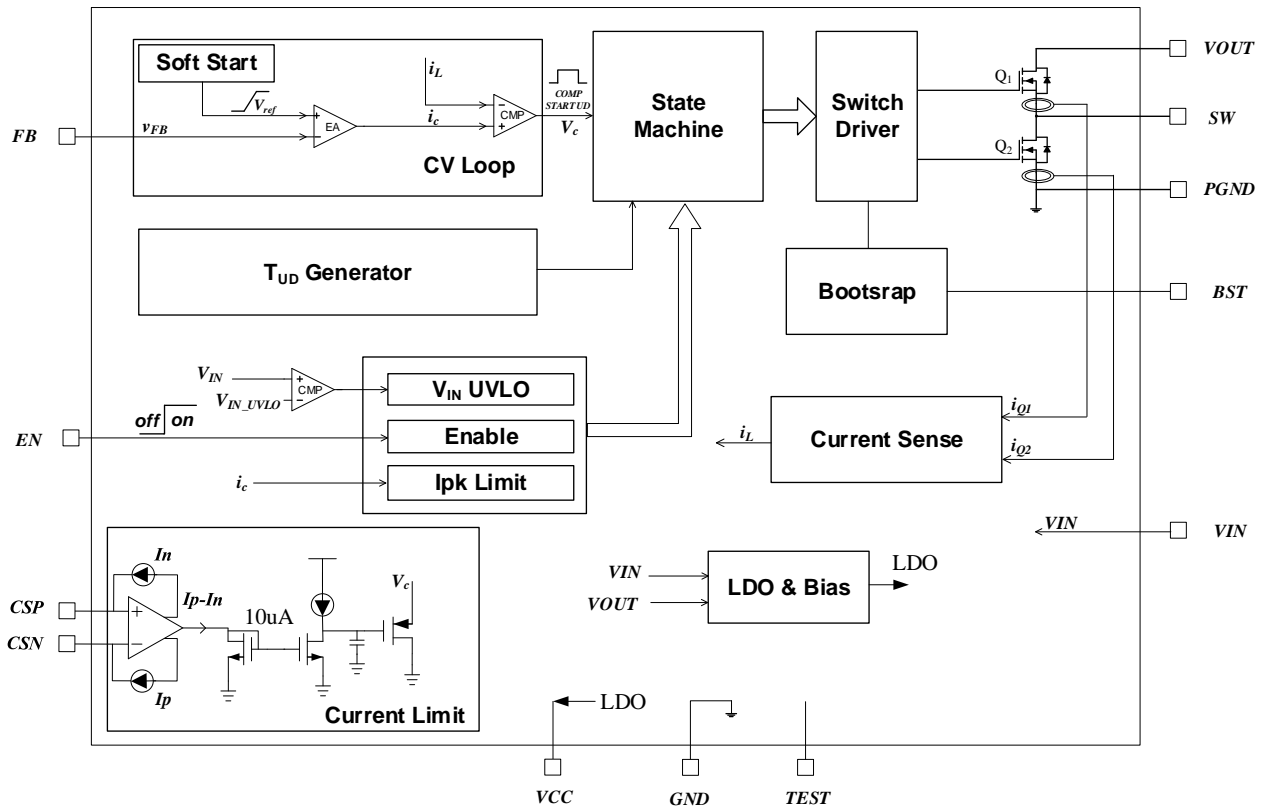 Soft Start
V_ref
FB
v_FB
+
−
EA
i_L
i_c
−
+
CMP
COMP
STARTUD
V_c
CV Loop
State
Machine
Switch
Driver
Q_1
Q_2
VOUT
SW
PGND
T_UD Generator
Bootsrap
BST
V_IN
V_IN_UVLO
+
−
CMP
V_IN UVLO
EN
off on
Enable
i_c
Ipk Limit
i_L
Current Sense
i_Q1
i_Q2
VIN
VIN
In
CSP
CSN
+
−
Ip-In
Ip
10uA
V_c
Current Limit
VIN
VOUT
LDO & Bias
LDO
LDO
VCC
GND
TEST